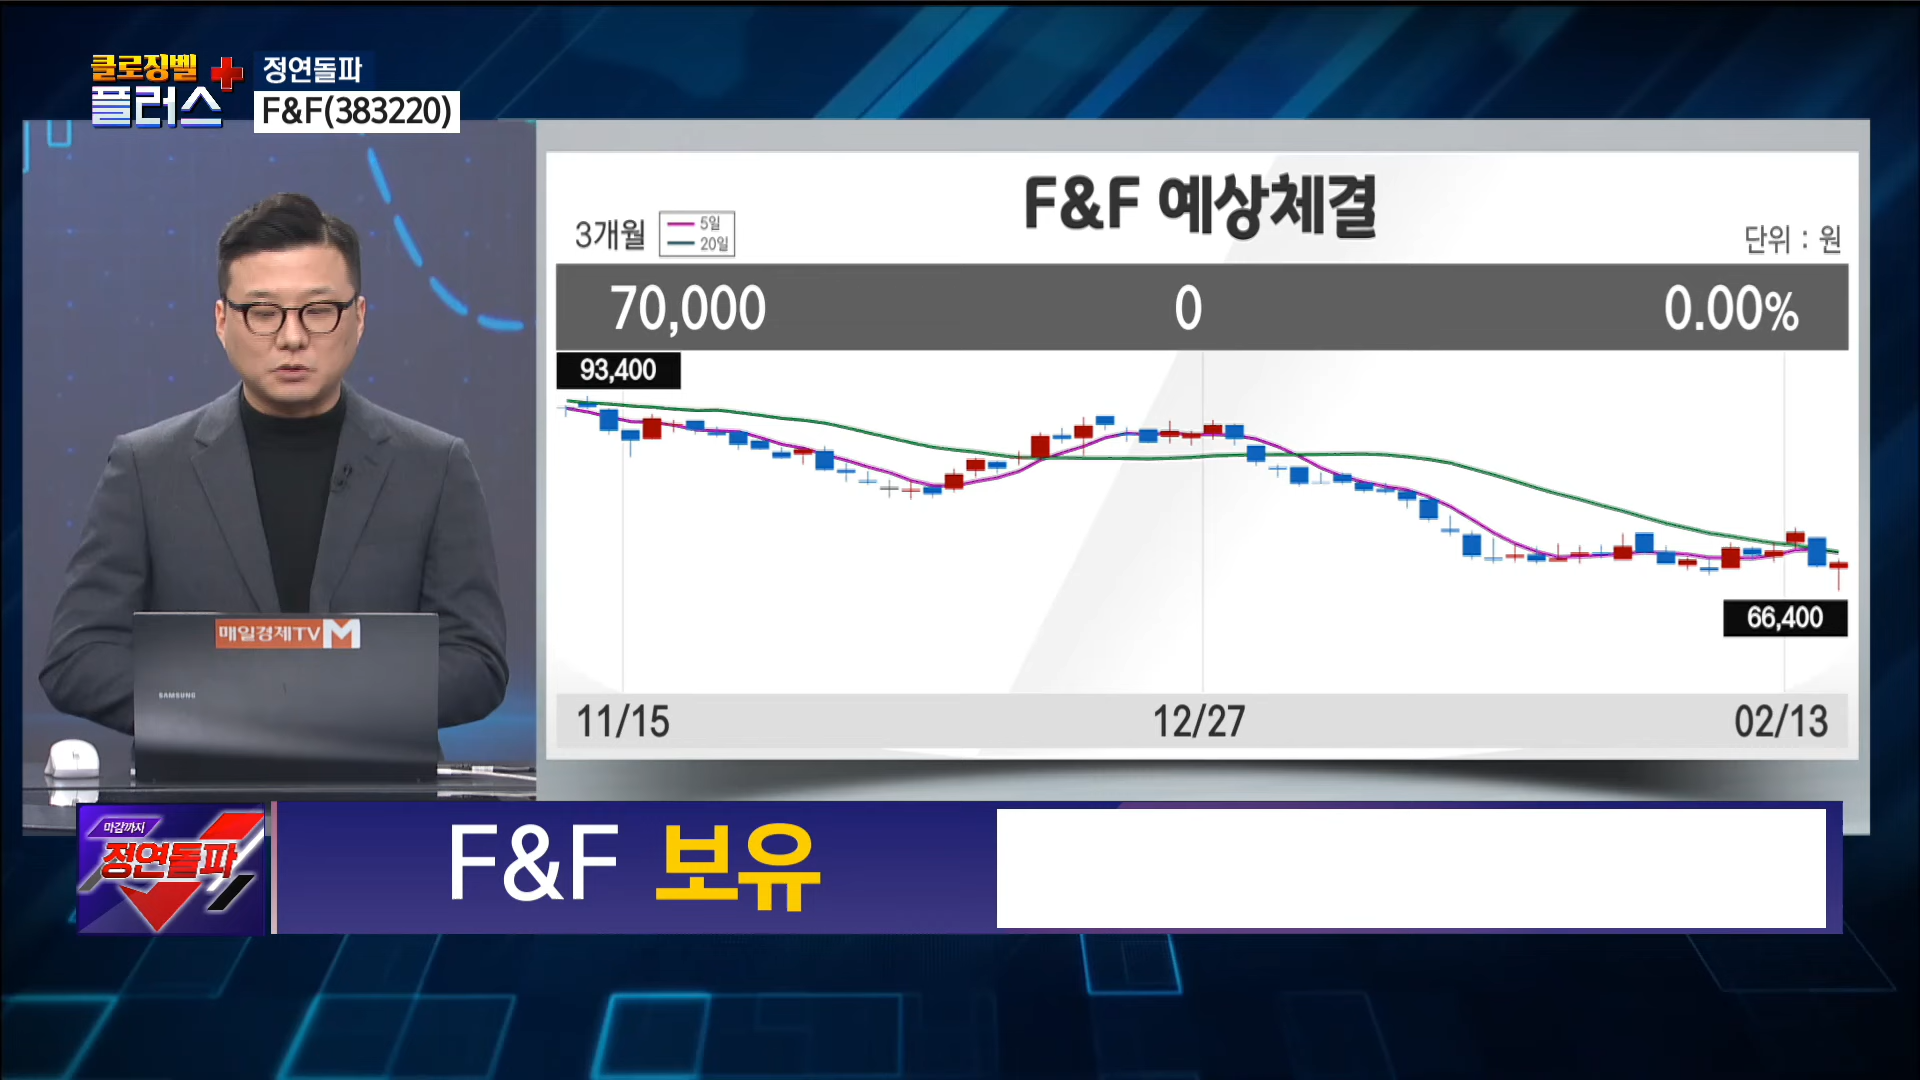 클로징벨
플러스
정연돌파
F&F(383220)
F&F 예상체결
3개월
5일
20일
단위 : 원
70,000 0 0.00%
93,400
66,400
11/15 12/27 02/13
매일경제TV M
SAMSUNG
마감까지
정연돌파
F&F 보유